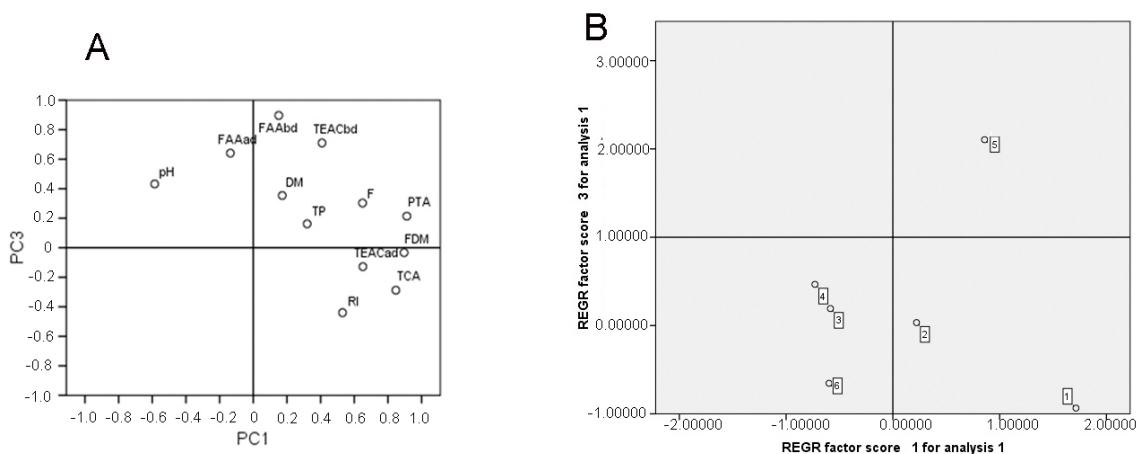 A
1.0
0.8
0.6
0.4
0.2
0
-0.2
-0.4
-0.6
-0.8
-1.0
PC3
-1.0 -0.8 -0.6 -0.4 -0.2 0 0.2 0.4 0.6 0.8 1.0
PC1
FAAbd
TEACbd
FAAad
pH
DM
F
TP
PTA
FDM
TEACad
TCA
RI
B
3.00000
2.00000
1.00000
0.00000
-1.00000
REGR factor score 3 for analysis 1
5
4
3
2
6
1
-2.00000 -1.00000 0.00000 1.00000 2.00000
REGR factor score 1 for analysis 1